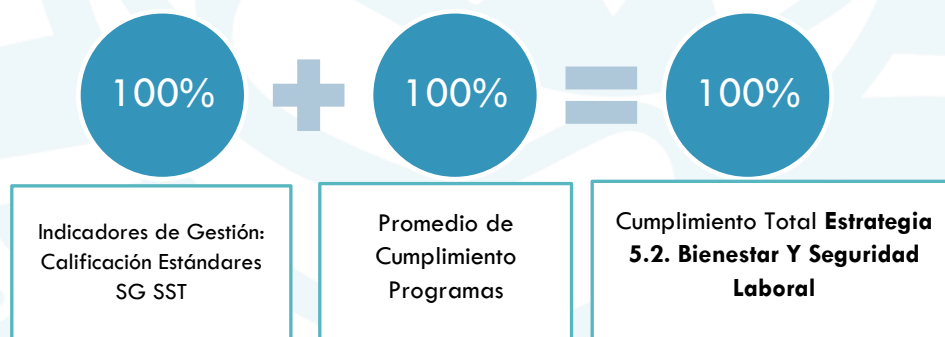 100%
100%
100%
Indicadores de Gestión:
Calificación Estándares
SG SST
Promedio de
Cumplimiento
Programas
Cumplimiento Total Estrategia
5.2. Bienestar Y Seguridad
Laboral